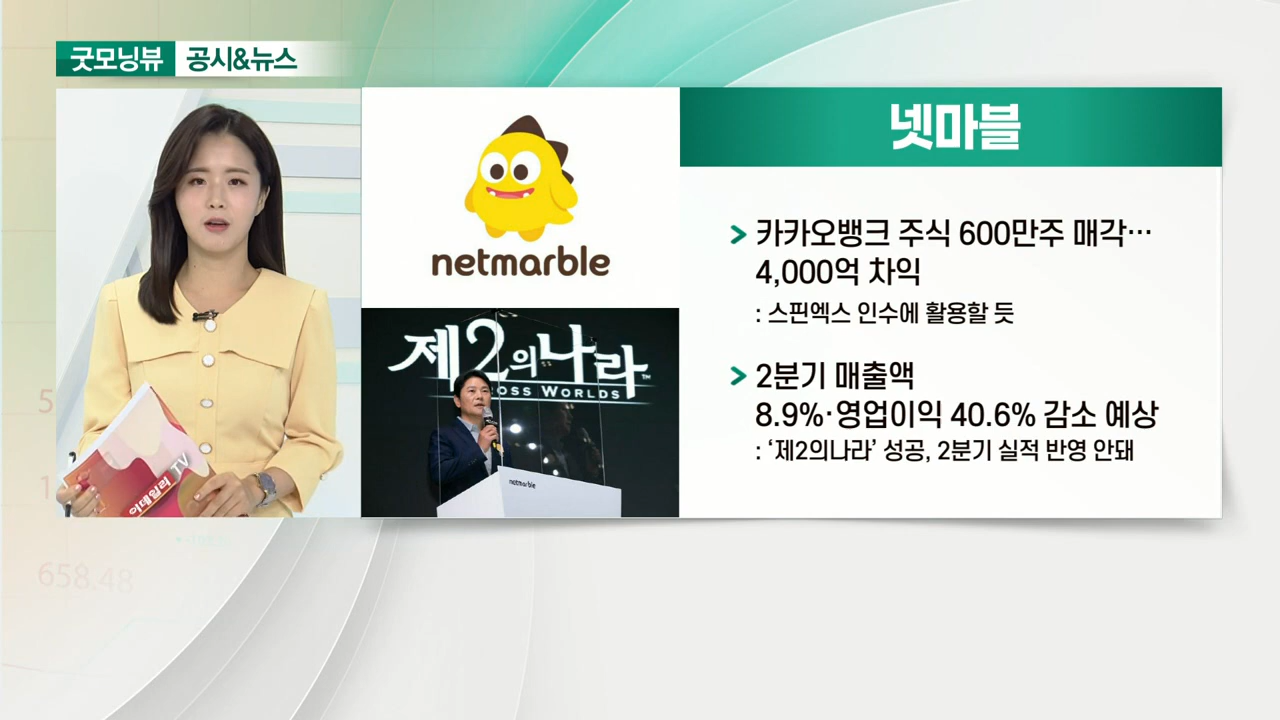 굿모닝뷰 공시&뉴스
netmarble
제2의나라™
CROSS WORLDS
netmarble
이데일리 TV
넷마블
카카오뱅크 주식 600만주 매각…
4,000억 차익
: 스핀엑스 인수에 활용할 듯
2분기 매출액
8.9%·영업이익 40.6% 감소 예상
: ‘제2의나라’ 성공, 2분기 실적 반영 안돼
658.48